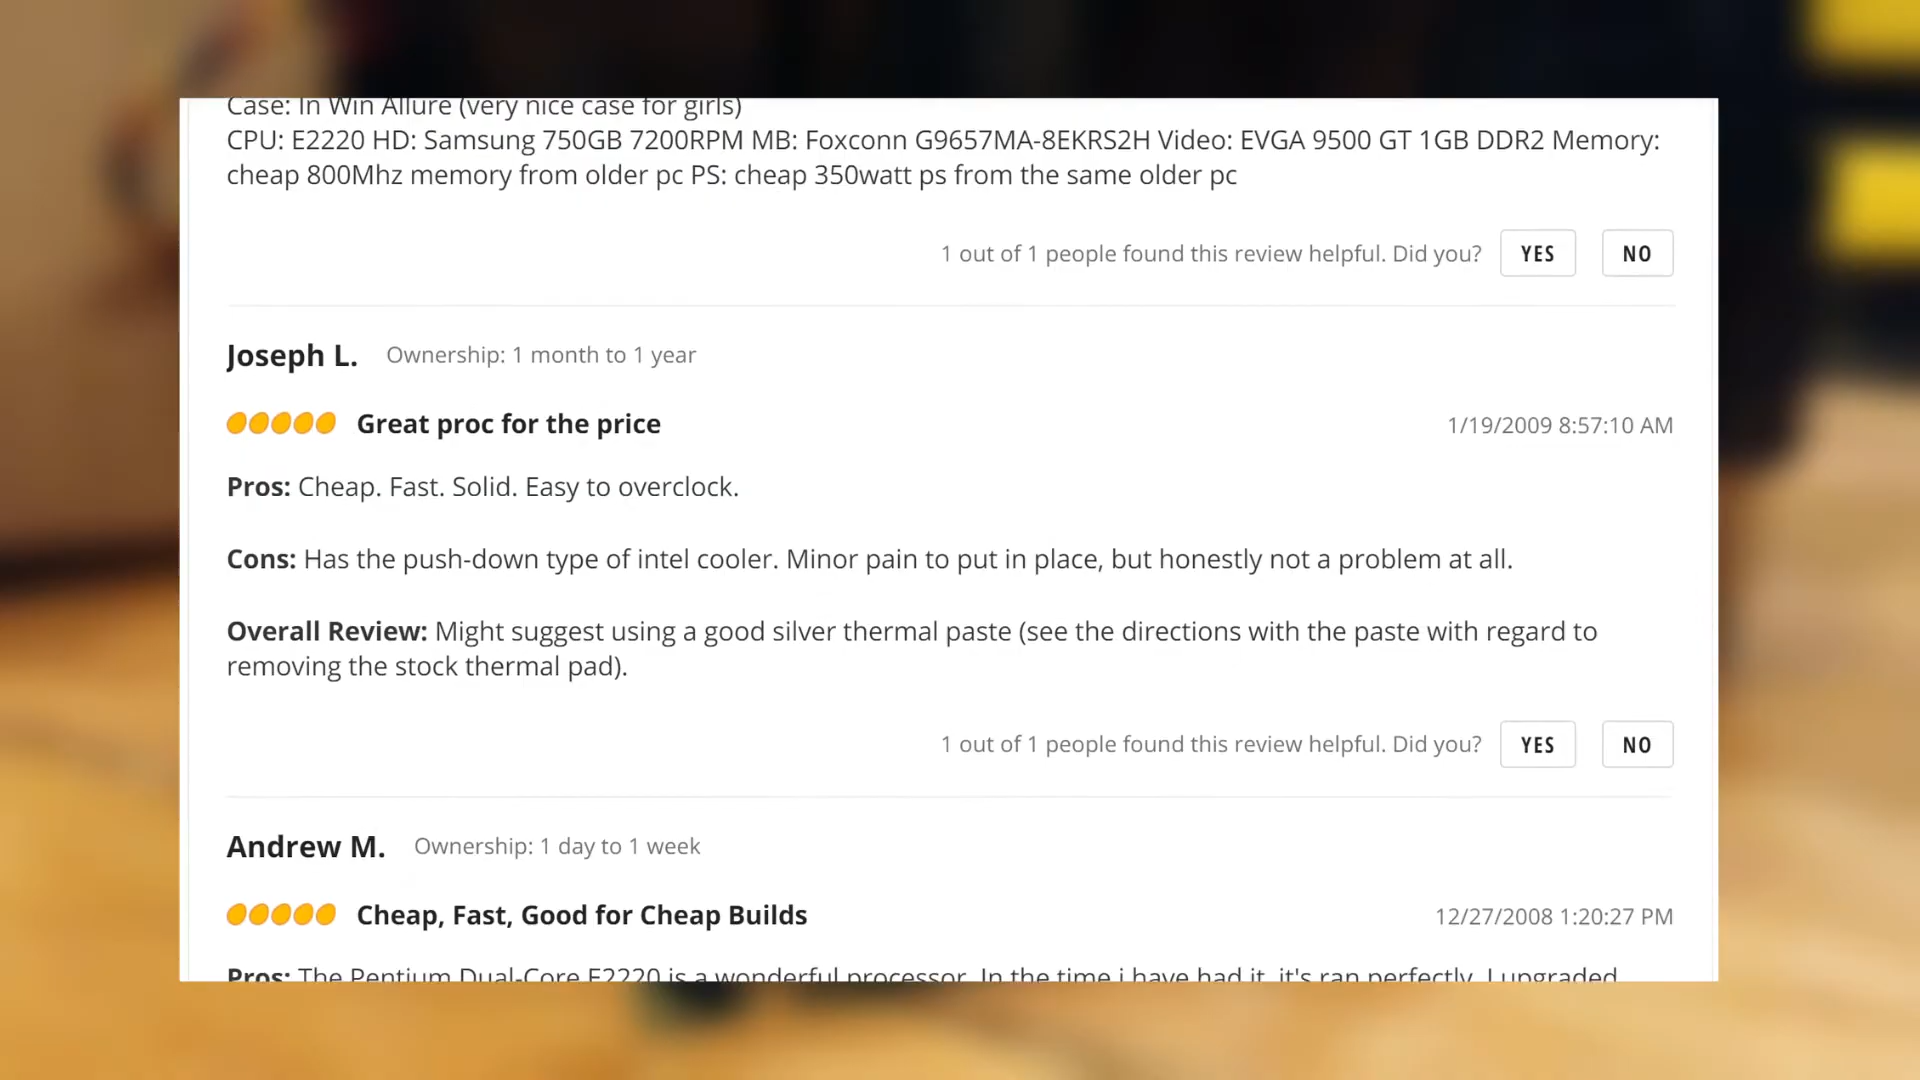 Case: In Win Allure (very nice case for girls)
CPU: E2220 HD: Samsung 750GB 7200RPM MB: Foxconn G9657MA-8EKRS2H Video: EVGA 9500 GT 1GB DDR2 Memory:
cheap 800Mhz memory from older pc PS: cheap 350watt ps from the same older pc
1 out of 1 people found this review helpful. Did you? YES NO
Joseph L. Ownership: 1 month to 1 year
Great proc for the price 1/19/2009 8:57:10 AM
Pros: Cheap. Fast. Solid. Easy to overclock.
Cons: Has the push-down type of intel cooler. Minor pain to put in place, but honestly not a problem at all.
Overall Review: Might suggest using a good silver thermal paste (see the directions with the paste with regard to
removing the stock thermal pad).
1 out of 1 people found this review helpful. Did you? YES NO
Andrew M. Ownership: 1 day to 1 week
Cheap, Fast, Good for Cheap Builds 12/27/2008 1:20:27 PM
Pros: The Pentium Dual-Core E2220 is a wonderful processor. In the time i have had it, it's ran perfectly. I upgraded